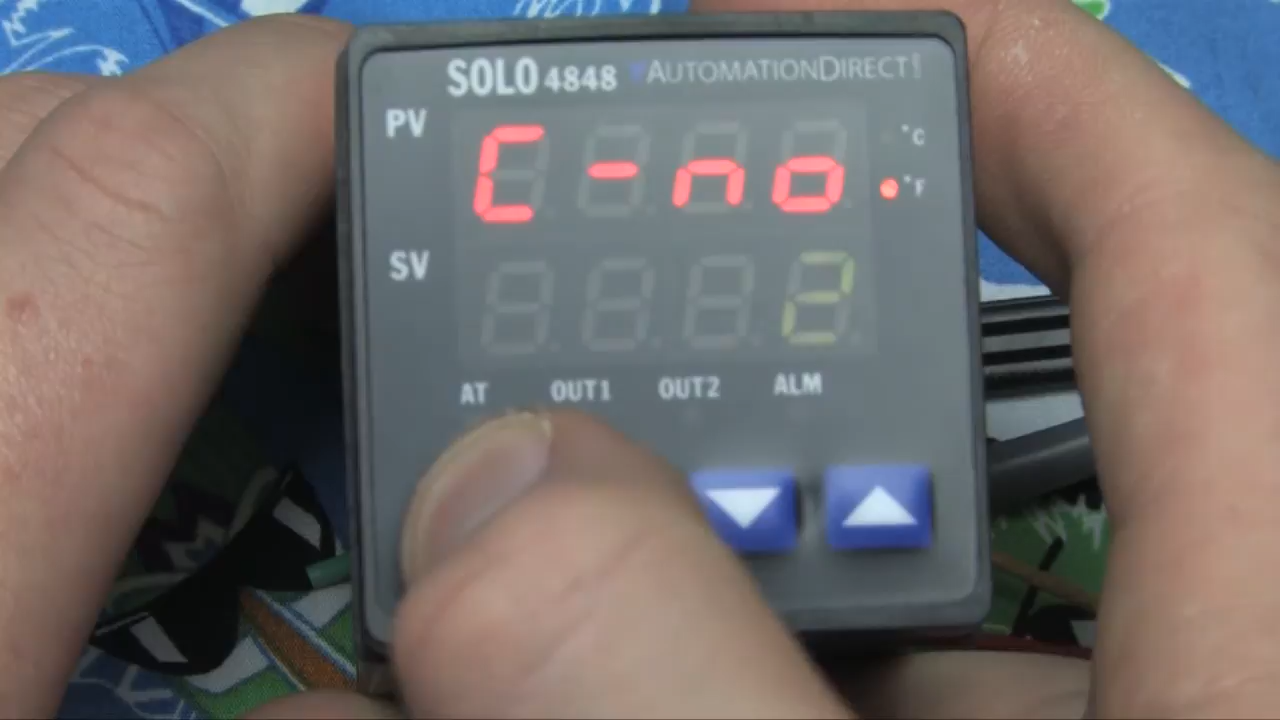 SOLO 4848 AUTOMATIONDIRECT
PV C-no °C
°F
SV 2
AT OUT1 OUT2 ALM